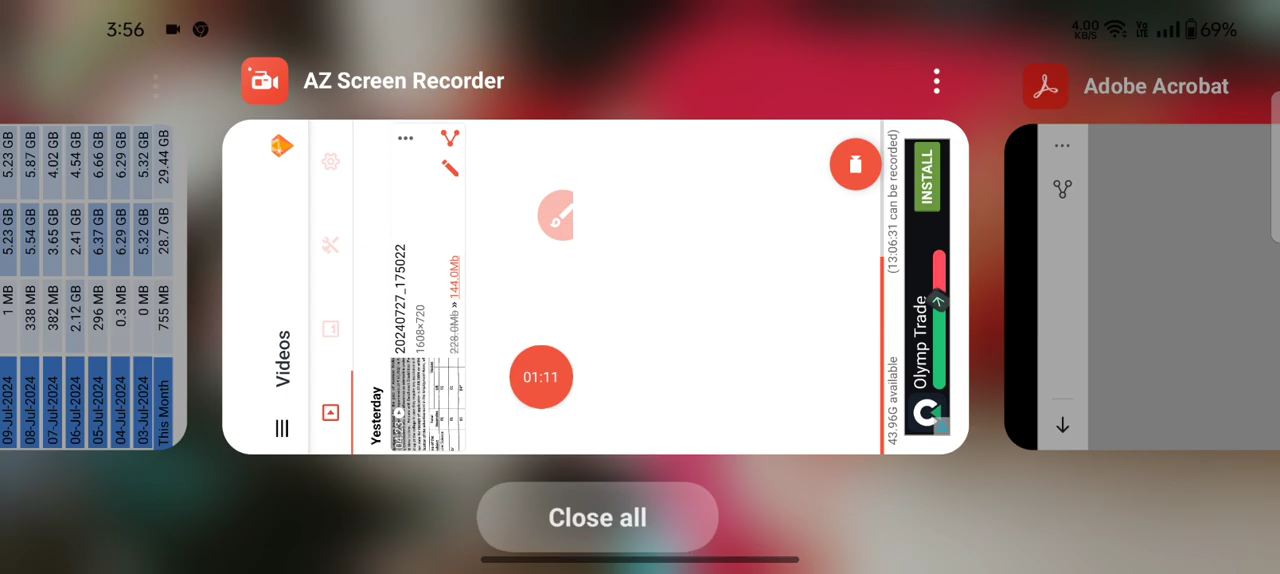 3:56
4.00
KB/S
Vo
LTE
69%
AZ Screen Recorder
Adobe Acrobat
09-Jul-2024 1 MB 5.23 GB 5.23 GB
08-Jul-2024 338 MB 5.54 GB 5.87 GB
07-Jul-2024 382 MB 3.65 GB 4.02 GB
06-Jul-2024 2.12 GB 2.41 GB 4.54 GB
05-Jul-2024 296 MB 6.37 GB 6.66 GB
04-Jul-2024 0.3 MB 6.29 GB 6.29 GB
03-Jul-2024 0 MB 5.32 GB 5.32 GB
This Month 755 MB 28.7 GB 29.44 GB
Videos
1
Yesterday
20240727_175022
1608×720
228.0Mb » 144.0Mb
01:11
43.96G available
(13:06:31 can be recorded)
Olymp Trade
INSTALL
Close all